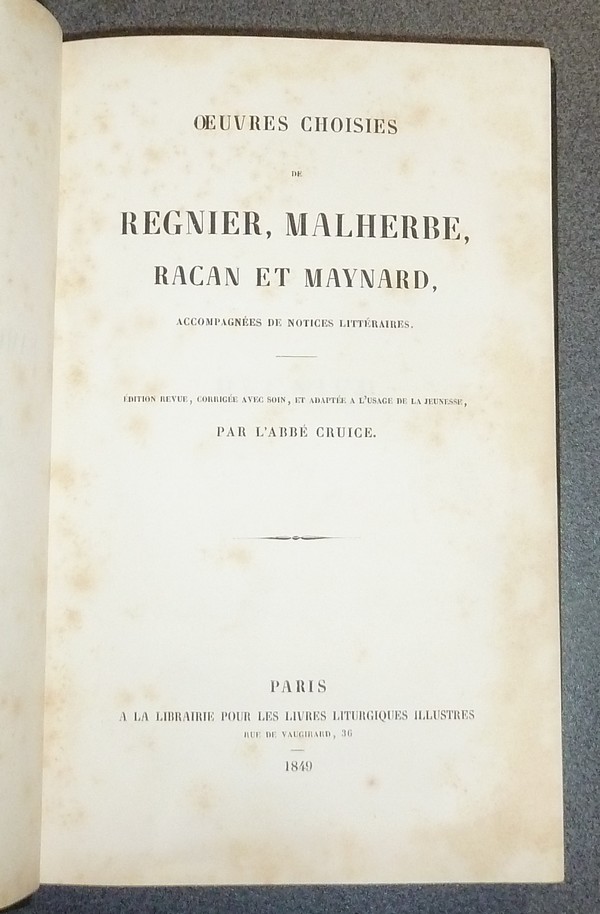 ŒUVRES CHOISIES
DE
REGNIER, MALHERBE,
RACAN ET MAYNARD,
ACCOMPAGNÉES DE NOTICES LITTÉRAIRES.
ÉDITION REVUE, CORRIGÉE AVEC SOIN, ET ADAPTÉE A L'USAGE DE LA JEUNESSE,
PAR L'ABBÉ CRUICE.
PARIS
A LA LIBRAIRIE POUR LES LIVRES LITURGIQUES ILLUSTRES
RUE DE VAUGIRARD, 36
1849